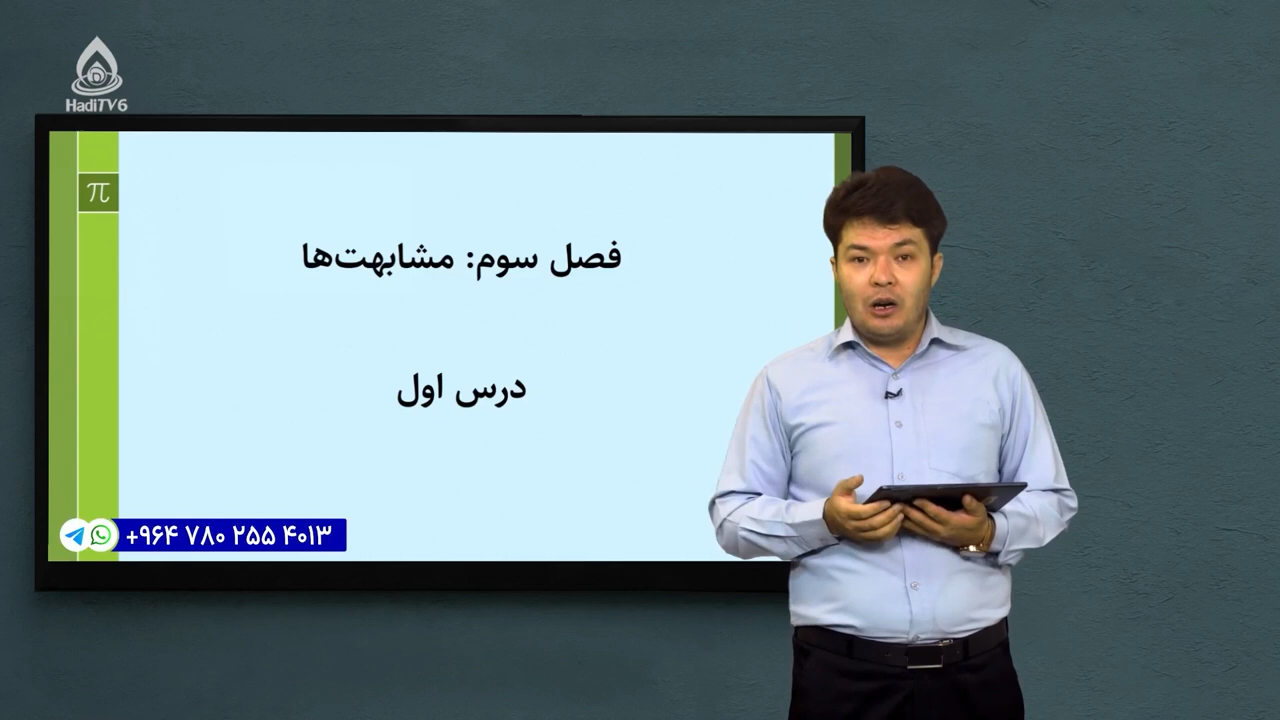 HadiTV6
π
فصل سوم: مشابهت‌ها
درس اول
+۹۶۴ ۷۸۰ ۲۵۵ ۴۰۱۳